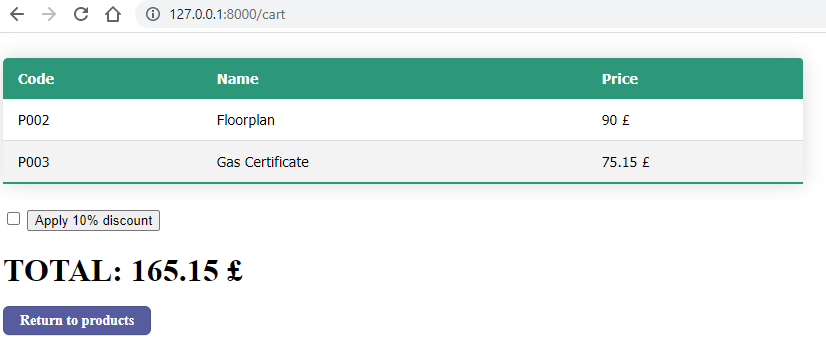 127.0.0.1:8000/cart
Code Name Price
P002 Floorplan 90 £
P003 Gas Certificate 75.15 £
Apply 10% discount
TOTAL: 165.15 £
Return to products